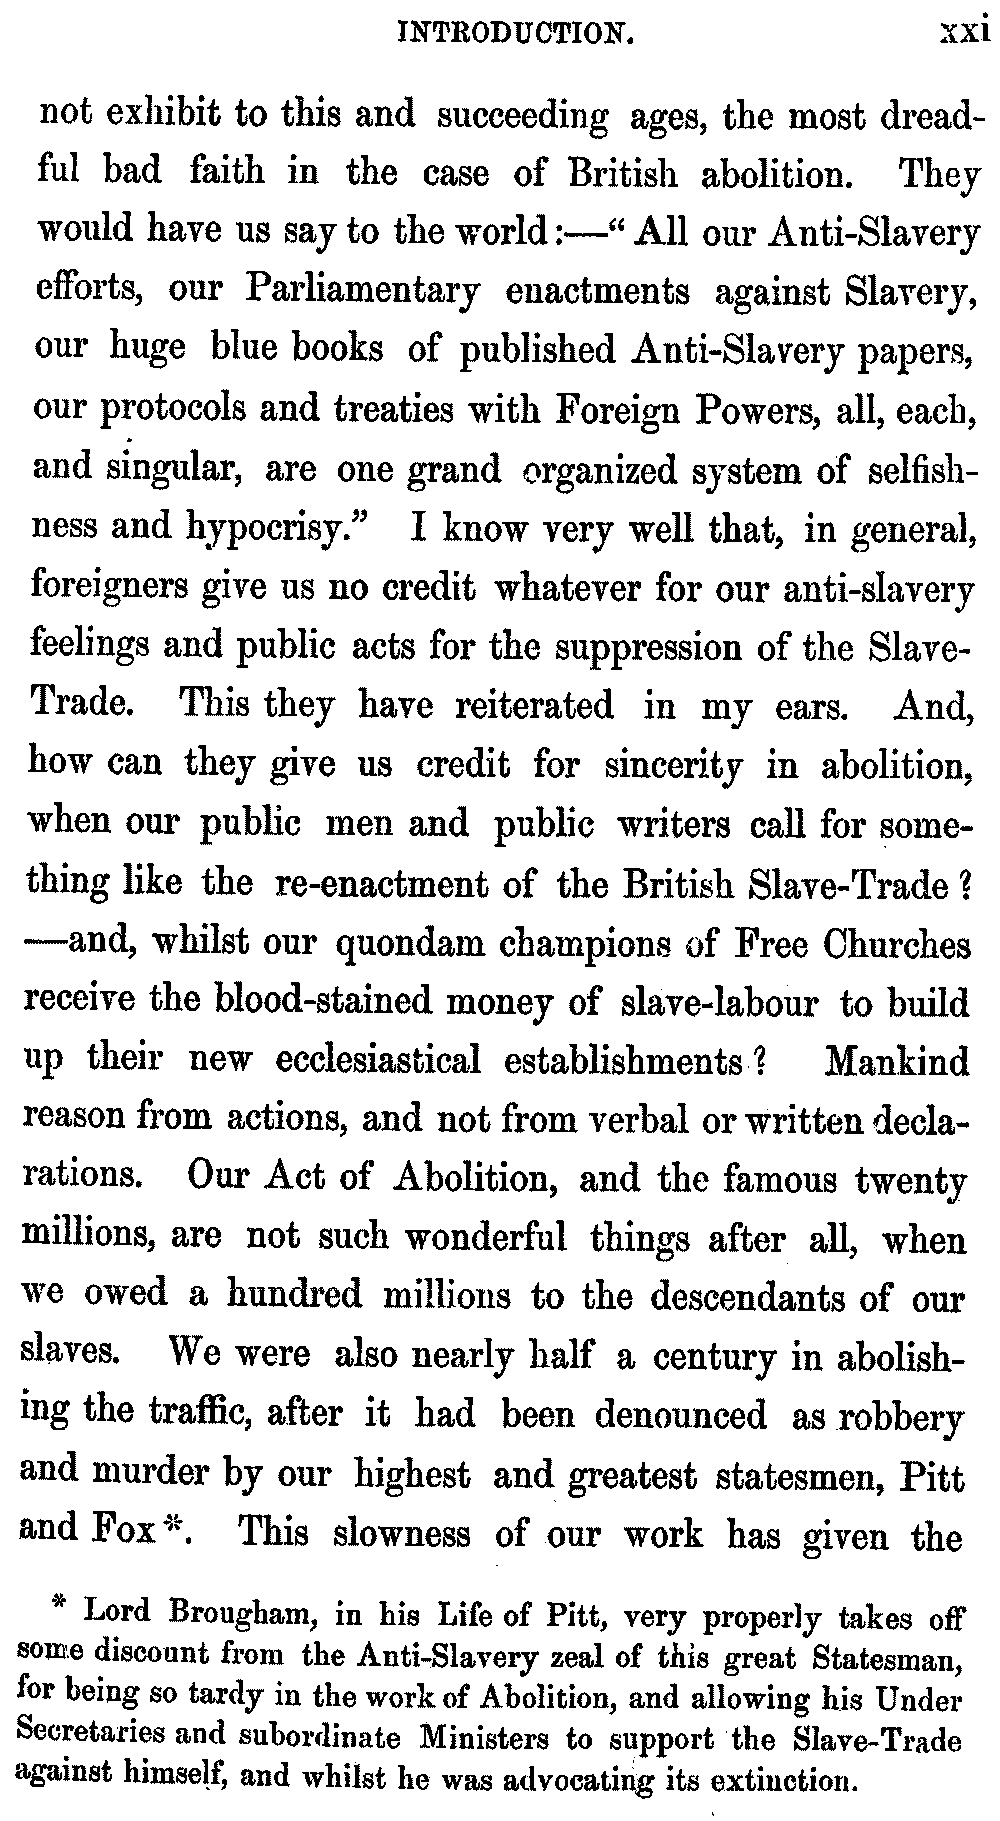 INTRODUCTION. xxi
not exhibit to this and succeeding ages, the most dread-
ful bad faith in the case of British abolition. They
would have us say to the world:—“ All our Anti-Slavery
efforts, our Parliamentary enactments against Slavery,
our huge blue books of published Anti-Slavery papers,
our protocols and treaties with Foreign Powers, all, each,
and singular, are one grand organized system of selfish-
ness and hypocrisy.” I know very well that, in general,
foreigners give us no credit whatever for our anti-slavery
feelings and public acts for the suppression of the Slave-
Trade. This they have reiterated in my ears. And,
how can they give us credit for sincerity in abolition,
when our public men and public writers call for some-
thing like the re-enactment of the British Slave-Trade?
—and, whilst our quondam champions of Free Churches
receive the blood-stained money of slave-labour to build
up their new ecclesiastical establishments? Mankind
reason from actions, and not from verbal or written decla-
rations. Our Act of Abolition, and the famous twenty
millions, are not such wonderful things after all, when
we owed a hundred millions to the descendants of our
slaves. We were also nearly half a century in abolish-
ing the traffic, after it had been denounced as robbery
and murder by our highest and greatest statesmen, Pitt
and Fox*. This slowness of our work has given the
* Lord Brougham, in his Life of Pitt, very properly takes off
some discount from the Anti-Slavery zeal of this great Statesman,
for being so tardy in the work of Abolition, and allowing his Under
Secretaries and subordinate Ministers to support the Slave-Trade
against himself, and whilst he was advocating its extinction.